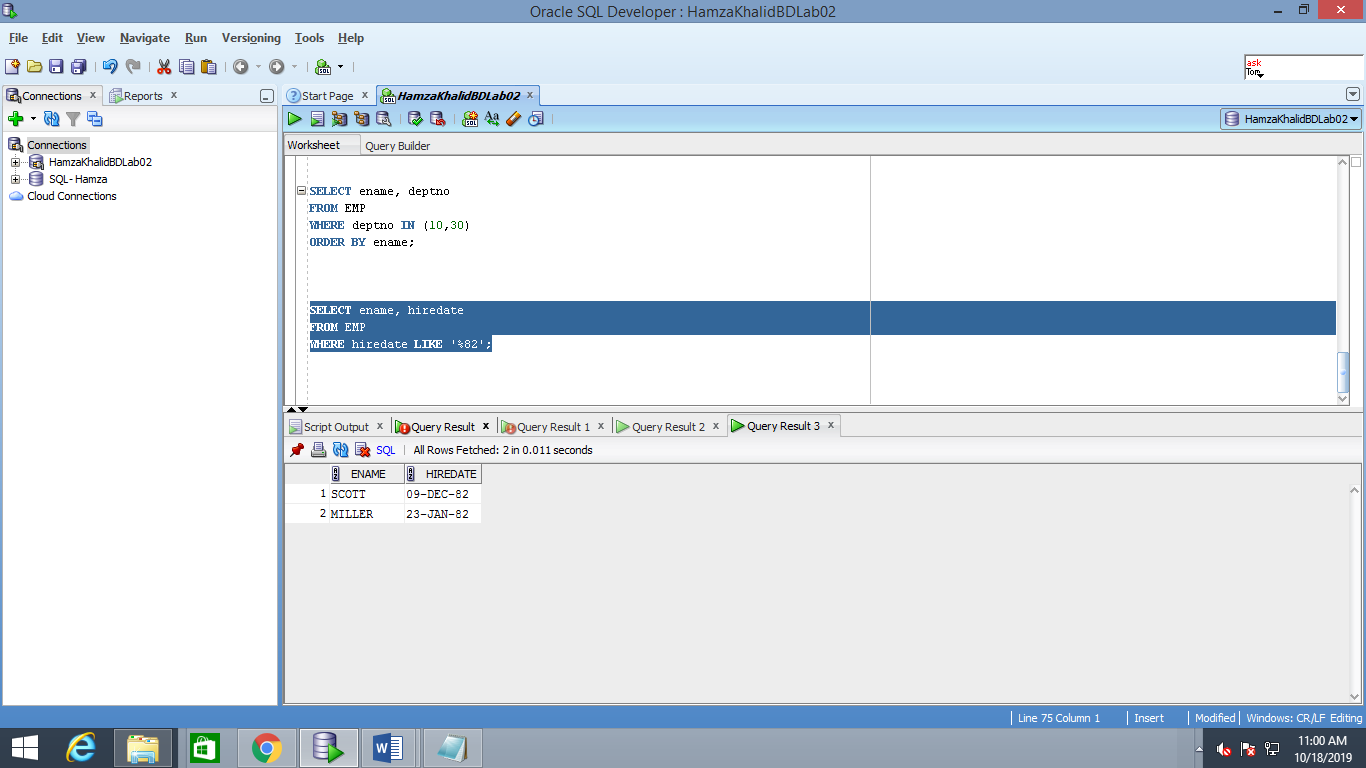 Oracle SQL Developer : HamzaKhalidBDLab02
File Edit View Navigate Run Versioning Tools Help
ask
Tom
Connections x Reports x
Start Page x HamzaKhalidBDLab02 x
HamzaKhalidBDLab02
Connections
HamzaKhalidBDLab02
SQL- Hamza
Cloud Connections
Worksheet Query Builder
SELECT ename, deptno
FROM EMP
WHERE deptno IN (10,30)
ORDER BY ename;
SELECT ename, hiredate
FROM EMP
WHERE hiredate LIKE '%82';
Script Output x Query Result x Query Result 1 x Query Result 2 x Query Result 3 x
SQL | All Rows Fetched: 2 in 0.011 seconds
ENAME HIREDATE
1 SCOTT 09-DEC-82
2 MILLER 23-JAN-82
Line 75 Column 1 Insert Modified Windows: CR/LF Editing
11:00 AM
10/18/2019